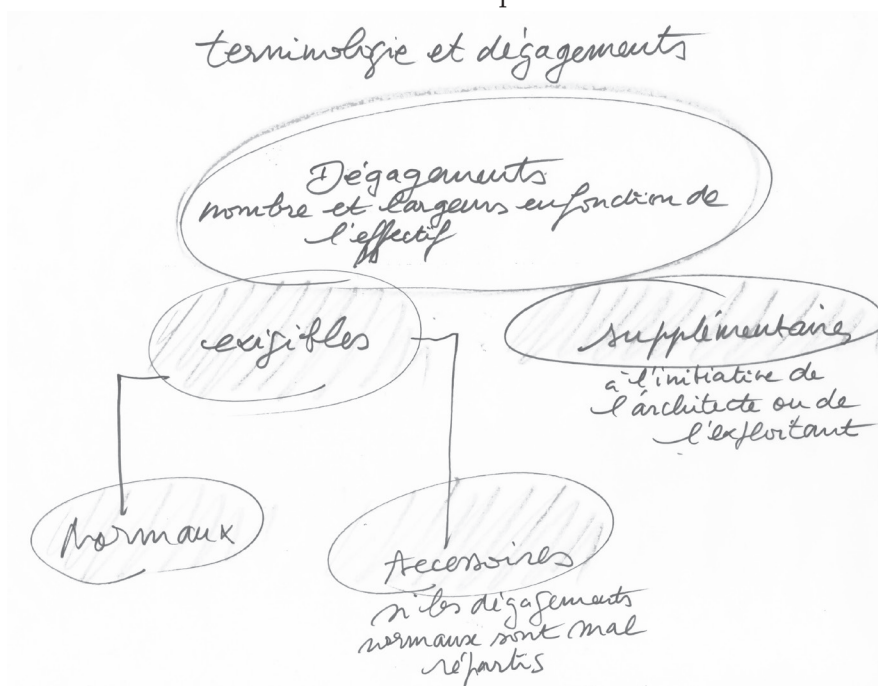 terminologie et dégagements
Dégagements
nombre et largeurs en fonction de
l'effectif
exigibles
supplémentaires
à l'initiative de
l'architecte ou de
l'exploitant
Normaux
Accessoires
si les dégagements
normaux sont mal
répartis